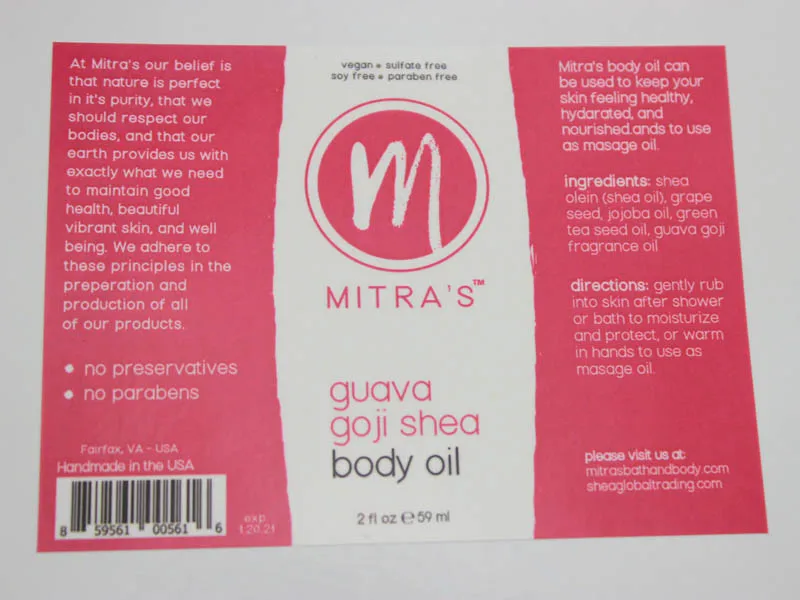 At Mitra's our belief is
that nature is perfect
in it's purity, that we
should respect our
bodies, and that our
earth provides us with
exactly what we need
to maintain good
health, beautiful
vibrant skin, and well
being. We adhere to
these principles in the
preperation and
production of all
of our products.
• no preservatives
• no parabens
Fairfax, VA - USA
Handmade in the USA
8 59561 00561 6
exp
1.20.21
vegan • sulfate free
soy free • paraben free
m
MITRA'S™
guava
goji shea
body oil
2 fl oz ℮ 59 ml
Mitra's body oil can
be used to keep your
skin feeling healthy,
hydarated, and
nourished.ands to use
as masage oil.
ingredients: shea
olein (shea oil), grape
seed, jojoba oil, green
tea seed oil, guava goji
fragrance oil
directions: gently rub
into skin after shower
or bath to moisturize
and protect, or warm
in hands to use as
masage oil.
please visit us at:
mitrasbathandbody.com
sheaglobaltrading.com